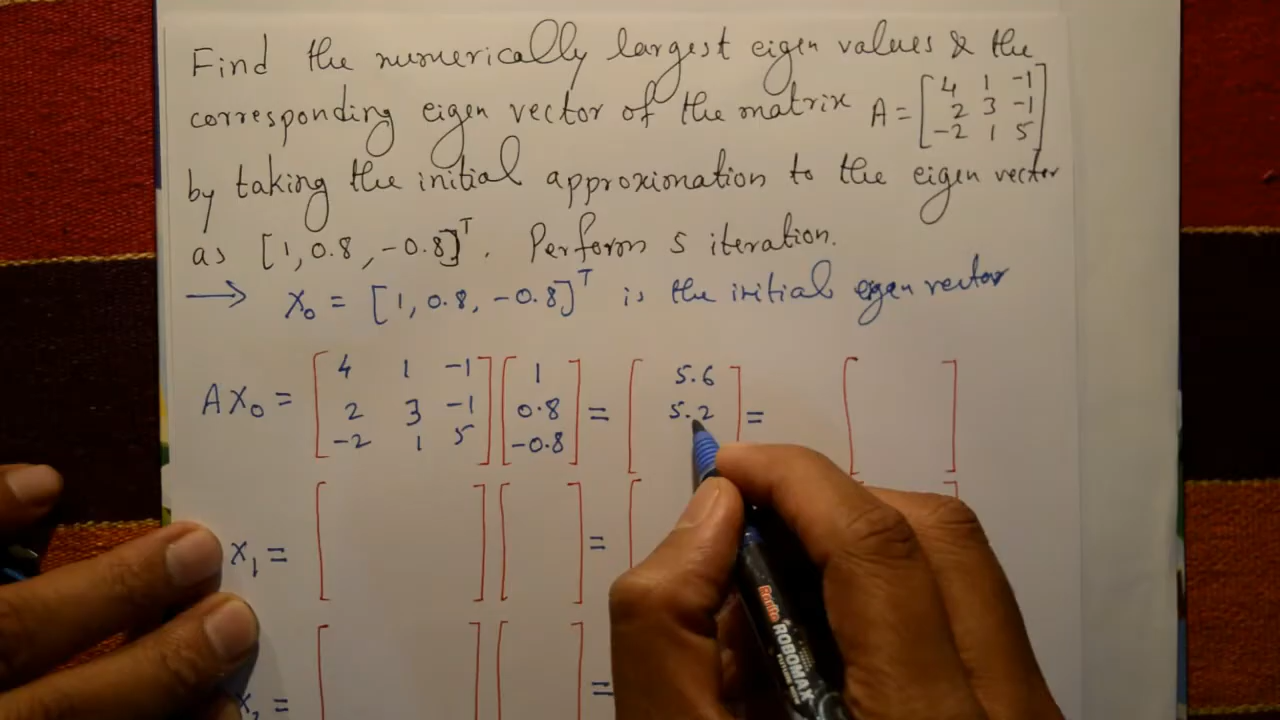 Find the numerically largest eigen values & the
corresponding eigen vector of the matrix A = [4 1 -1
2 3 -1
-2 1 5]
by taking the initial approximation to the eigen vector
as [1, 0.8, -0.8]ᵀ. Perform 5 iteration.
→ X₀ = [1, 0.8, -0.8]ᵀ is the initial eigen vector
AX₀ = [4 1 -1] [1] = [5.6] = [ ]
2 3 -1 0.8 5.2
-2 1 5 -0.8
X₁ = [ ] [ ] = [
= [ ] [ ] =
Rorito ROBOMAX